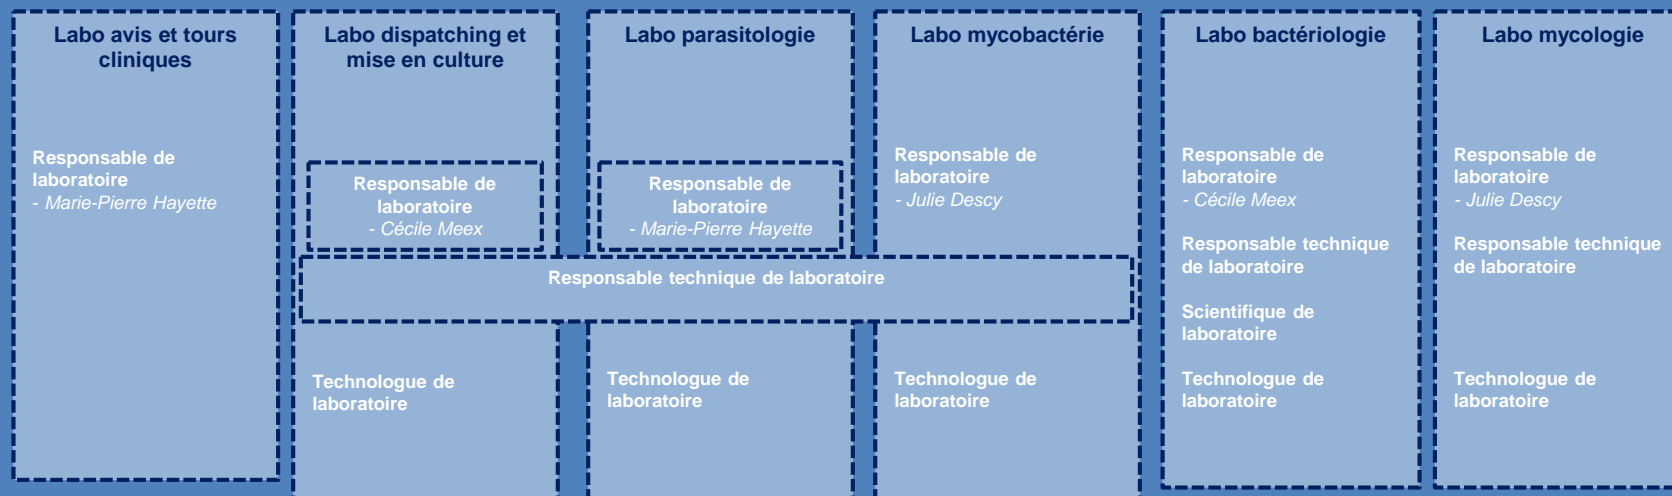 Labo avis et tours
cliniques
Responsable de
laboratoire
- Marie-Pierre Hayette
Labo dispatching et
mise en culture
Responsable de
laboratoire
- Cécile Meex
Labo parasitologie
Responsable de
laboratoire
- Marie-Pierre Hayette
Labo mycobactérie
Responsable de
laboratoire
- Julie Descy
Responsable technique de laboratoire
Technologue de
laboratoire
Technologue de
laboratoire
Technologue de
laboratoire
Labo bactériologie
Responsable de
laboratoire
- Cécile Meex
Responsable technique
de laboratoire
Scientifique de
laboratoire
Technologue de
laboratoire
Labo mycologie
Responsable de
laboratoire
- Julie Descy
Responsable technique
de laboratoire
Technologue de
laboratoire